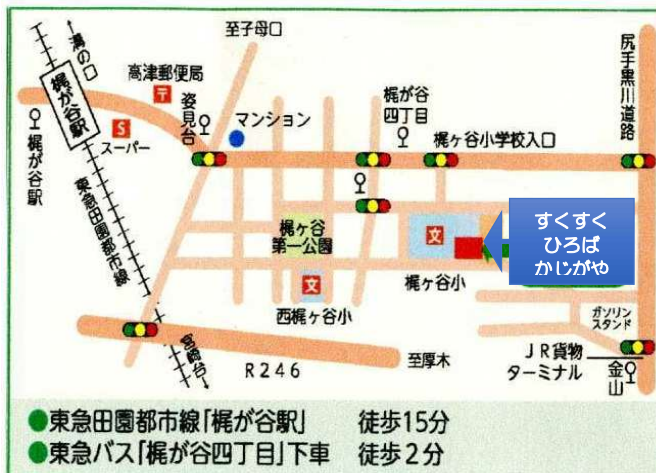 至子母口
溝の口
梶が谷駅
高津郵便局
〒
姿見台
マンション
梶が谷
四丁目
梶ケ谷小学校入口
尻手黒川道路
S
スーパー
梶が谷駅
東急田園都市線
梶ケ谷
第一公園
文
すくすく
ひろば
かじがや
梶ケ谷小
文
西梶ケ谷小
ガソリン
スタンド
宮崎台
R246
至厚木
JR貨物
ターミナル
金山
●東急田園都市線「梶が谷駅」 徒歩15分
●東急バス「梶が谷四丁目」下車 徒歩2分